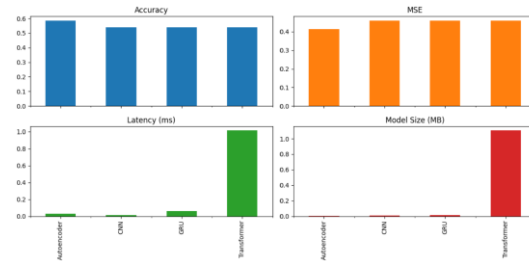 Accuracy
0.6
0.5
0.4
0.3
0.2
0.1
0.0
MSE
0.4
0.3
0.2
0.1
0.0
Latency (ms)
1.0
0.8
0.6
0.4
0.2
0.0
Autoencoder
CNN
GRU
Transformer
Model Size (MB)
1.0
0.8
0.6
0.4
0.2
0.0
Autoencoder
CNN
GRU
Transformer